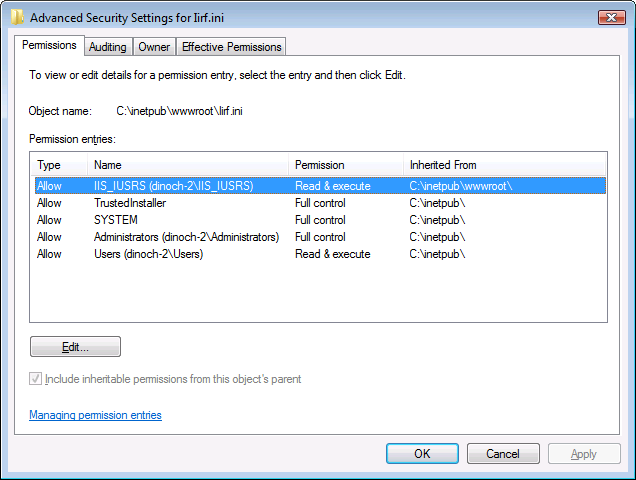 Advanced Security Settings for Iirf.ini
Permissions Auditing Owner Effective Permissions
To view or edit details for a permission entry, select the entry and then click Edit.
Object name: C:\inetpub\wwwroot\Iirf.ini
Permission entries:
Type Name Permission Inherited From
Allow IIS_IUSRS (dinoch-2\IIS_IUSRS) Read & execute C:\inetpub\wwwroot\
Allow TrustedInstaller Full control C:\inetpub\
Allow SYSTEM Full control C:\inetpub\
Allow Administrators (dinoch-2\Administrators) Full control C:\inetpub\
Allow Users (dinoch-2\Users) Read & execute C:\inetpub\
Edit...
Include inheritable permissions from this object's parent
Managing permission entries
OK Cancel Apply